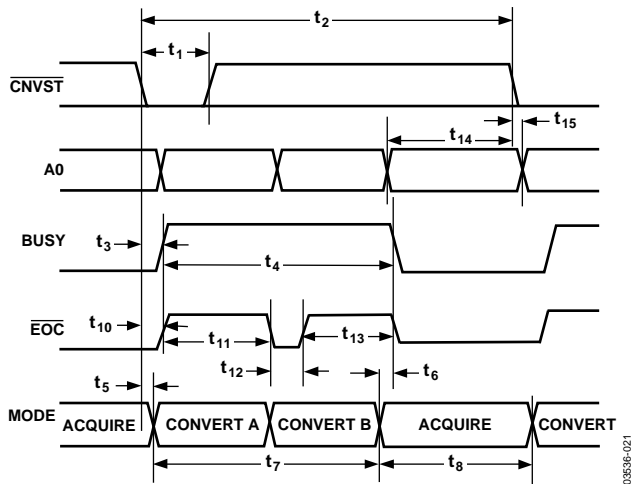 t2
t1
CNVST
t14
t15
A0
BUSY
t3
t4
EOC
t10
t11
t13
t12
t6
t5
MODE
ACQUIRE
CONVERT A
CONVERT B
ACQUIRE
CONVERT
t7
t8
03536-021